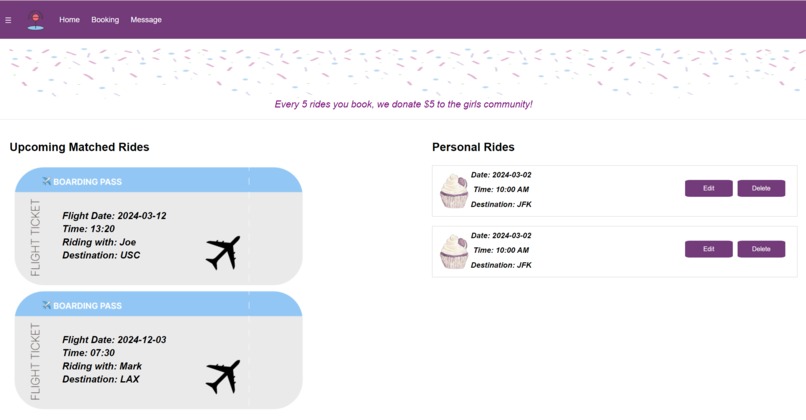 Home Booking Message
Every 5 rides you book, we donate $5 to the girls community!
Upcoming Matched Rides
BOARDING PASS
FLIGHT TICKET
Flight Date: 2024-03-12
Time: 13:20
Riding with: Joe
Destination: USC
BOARDING PASS
FLIGHT TICKET
Flight Date: 2024-12-03
Time: 07:30
Riding with: Mark
Destination: LAX
Personal Rides
Date: 2024-03-02
Time: 10:00 AM
Destination: JFK
Edit Delete
Date: 2024-03-02
Time: 10:00 AM
Destination: JFK
Edit Delete